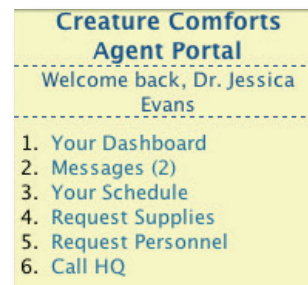 Creature Comforts
Agent Portal
Welcome back, Dr. Jessica
Evans
1. Your Dashboard
2. Messages (2)
3. Your Schedule
4. Request Supplies
5. Request Personnel
6. Call HQ